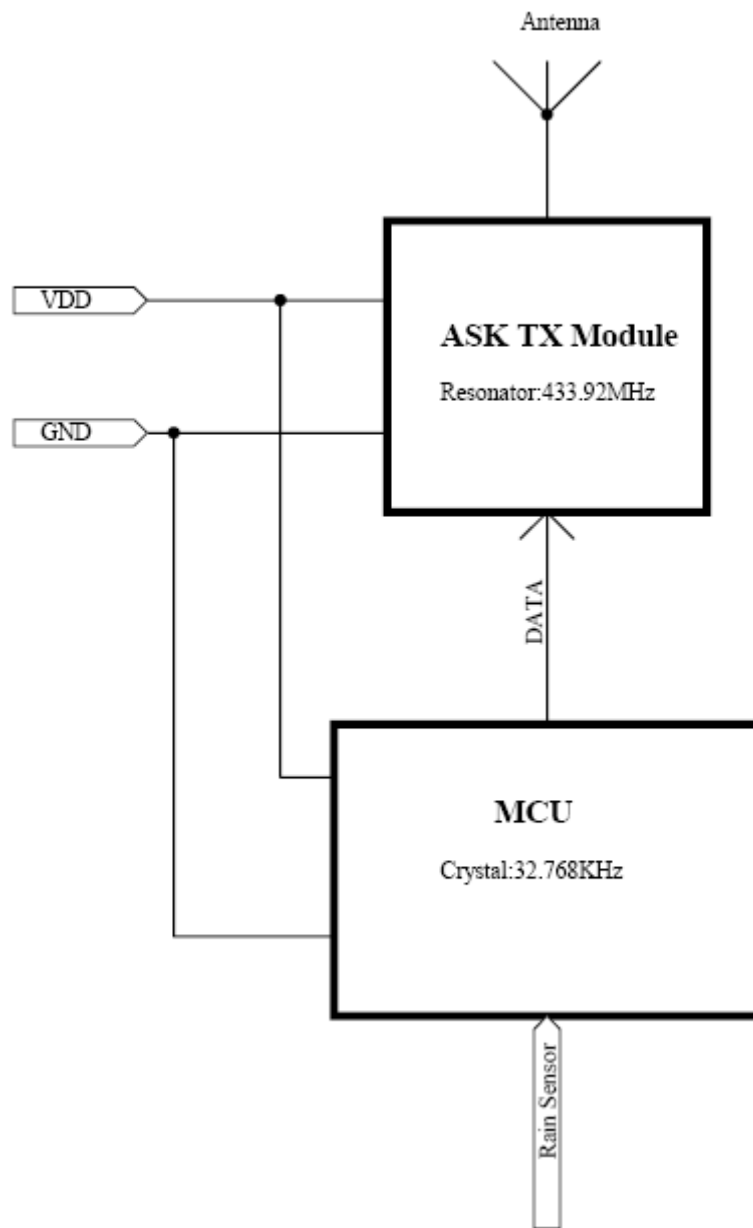 Antenna
VDD
ASK TX Module
Resonator:433.92MHz
GND
DATA
MCU
Crystal:32.768KHz
Rain Sensor